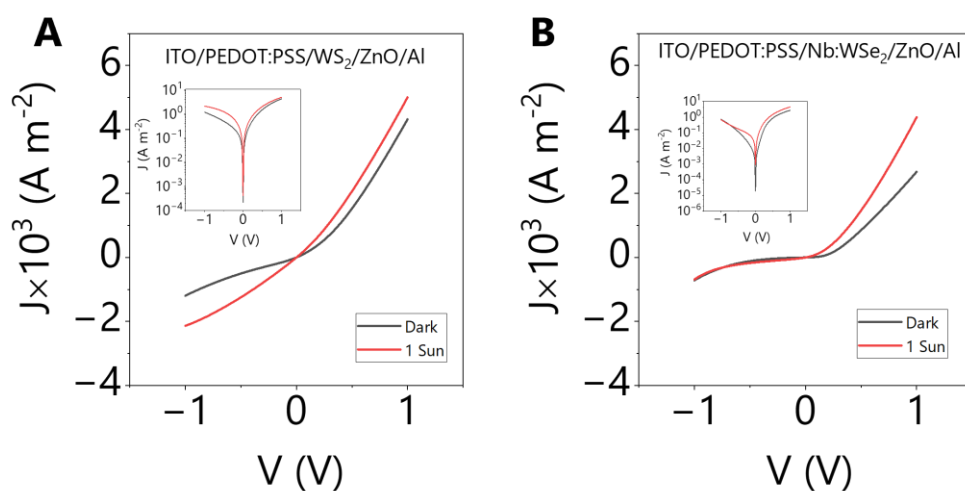 A
ITO/PEDOT:PSS/WS₂/ZnO/Al
J×10³ (A m⁻²)
6
4
2
0
−2
−4
−1
0
1
V (V)
Dark
1 Sun
J (A m⁻²)
10¹
10⁰
10⁻¹
10⁻²
10⁻³
10⁻⁴
−1
0
1
V (V)
B
ITO/PEDOT:PSS/Nb:WSe₂/ZnO/Al
J×10³ (A m⁻²)
6
4
2
0
−2
−4
−1
0
1
V (V)
Dark
1 Sun
J (A m⁻²)
10¹
10⁰
10⁻¹
10⁻²
10⁻³
10⁻⁴
10⁻⁵
10⁻⁶
−1
0
1
V (V)